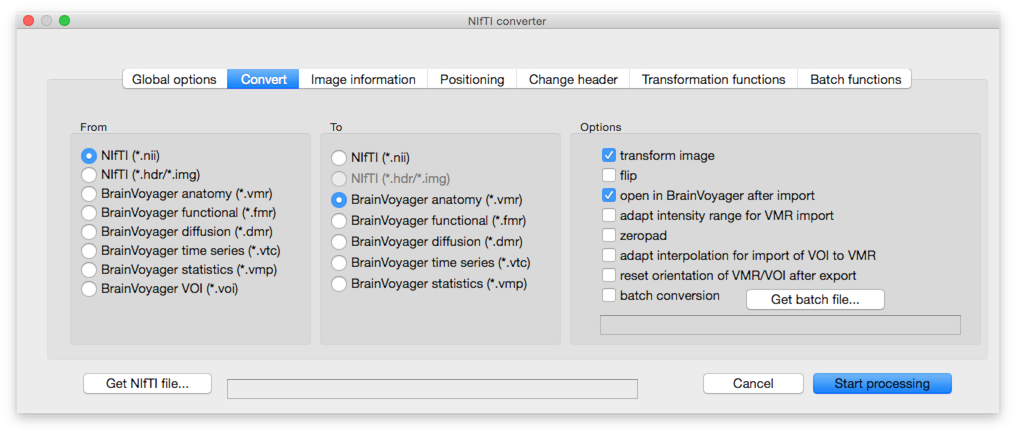 NIfTI converter
Global options
Convert
Image information
Positioning
Change header
Transformation functions
Batch functions
From
NIfTI (*.nii)
NIfTI (*.hdr/*.img)
BrainVoyager anatomy (*.vmr)
BrainVoyager functional (*.fmr)
BrainVoyager diffusion (*.dmr)
BrainVoyager time series (*.vtc)
BrainVoyager statistics (*.vmp)
BrainVoyager VOI (*.voi)
To
NIfTI (*.nii)
NIfTI (*.hdr/*.img)
BrainVoyager anatomy (*.vmr)
BrainVoyager functional (*.fmr)
BrainVoyager diffusion (*.dmr)
BrainVoyager time series (*.vtc)
BrainVoyager statistics (*.vmp)
Options
transform image
flip
open in BrainVoyager after import
adapt intensity range for VMR import
zeropad
adapt interpolation for import of VOI to VMR
reset orientation of VMR/VOI after export
batch conversion
Get batch file...
Get NIfTI file...
Cancel
Start processing